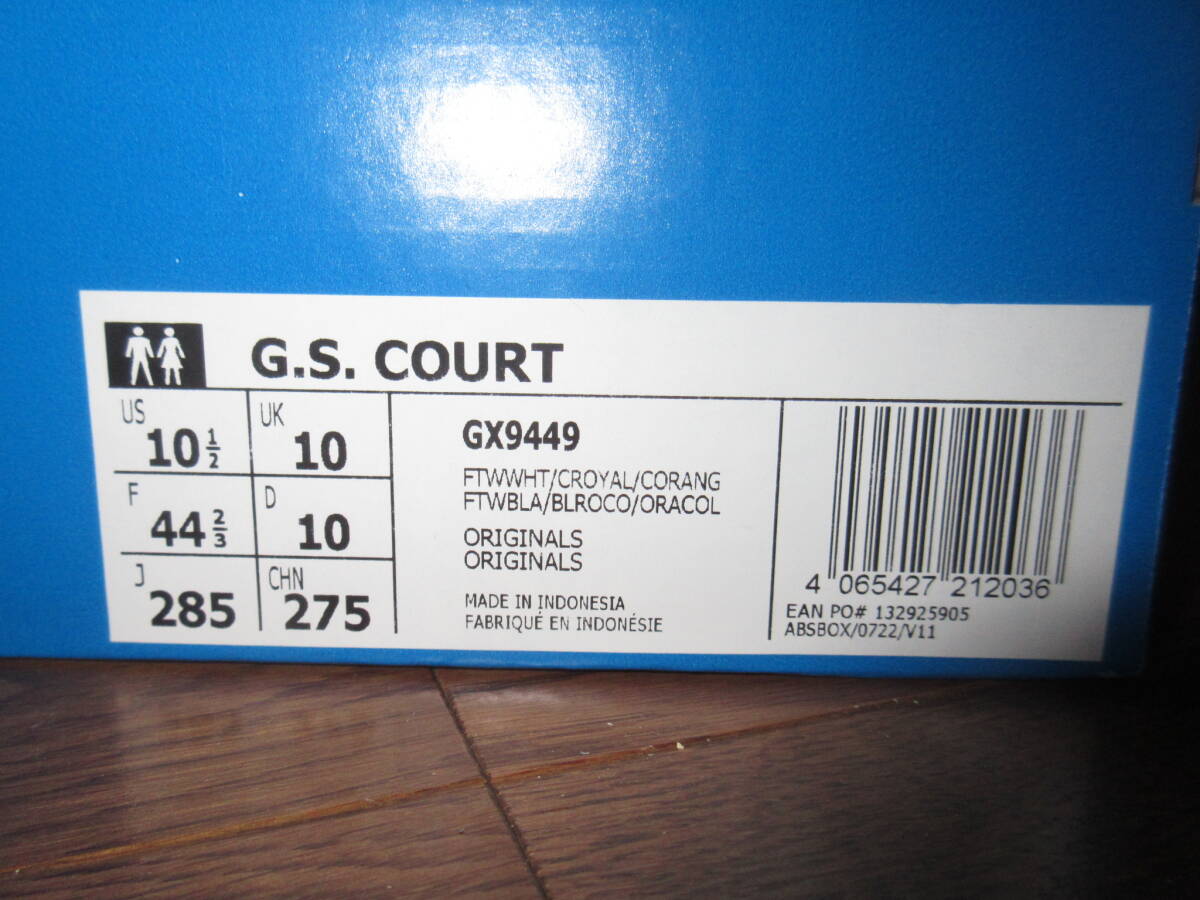 G.S. COURT
US 10 1/2
UK 10
F 44 2/3
D 10
J 285
CHN 275
GX9449
FTWWHT/CROYAL/CORANG
FTWBLA/BLROCO/ORACOL
ORIGINALS
ORIGINALS
MADE IN INDONESIA
FABRIQUÉ EN INDONÉSIE
4 065427 212036
EAN PO# 132925905
ABSBOX/0722/V11